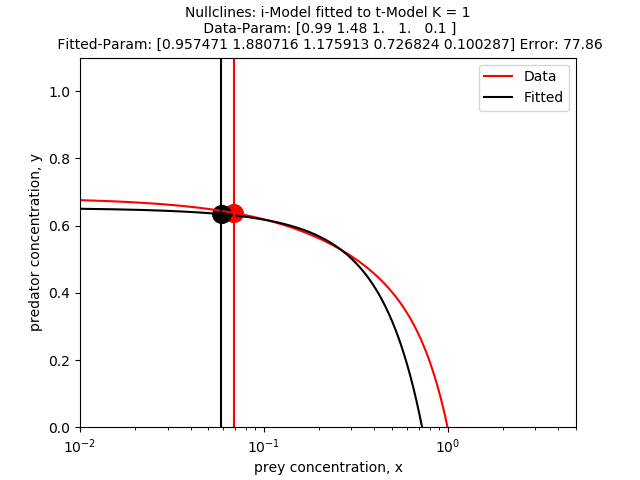 Nullclines: i-Model fitted to t-Model K = 1
Data-Param: [0.99 1.48 1.   1.   0.1 ]
Fitted-Param: [0.957471 1.880716 1.175913 0.726824 0.100287] Error: 77.86
Data
Fitted
predator concentration, y
1.0
0.8
0.6
0.4
0.2
0.0
10⁻² 10⁻¹ 10⁰
prey concentration, x